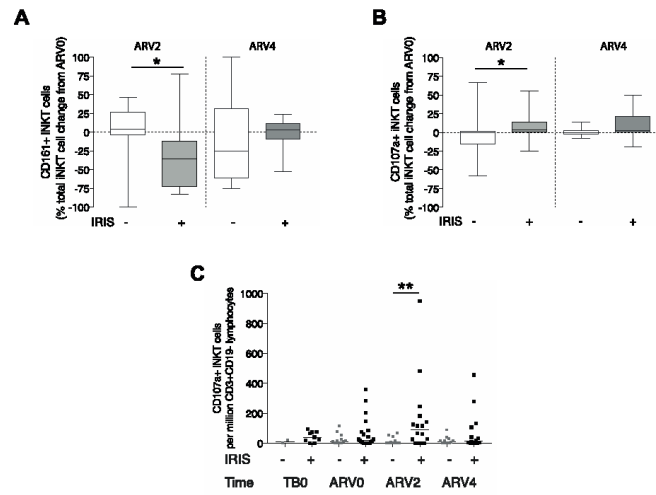 A
ARV2 ARV4
CD161+ iNKT cells
(% total iNKT cell change from ARV0)
100
75
50
25
0
-25
-50
-75
-100
*
IRIS - + - +
B
ARV2 ARV4
CD107a+ iNKT cells
(% total iNKT cell change from ARV0)
100
75
50
25
0
-25
-50
-75
-100
*
IRIS - + - +
C
CD107a+ iNKT cells
per million CD3+CD19- lymphocytes
1000
800
600
400
200
0
**
IRIS - + - + - + - +
Time TB0 ARV0 ARV2 ARV4